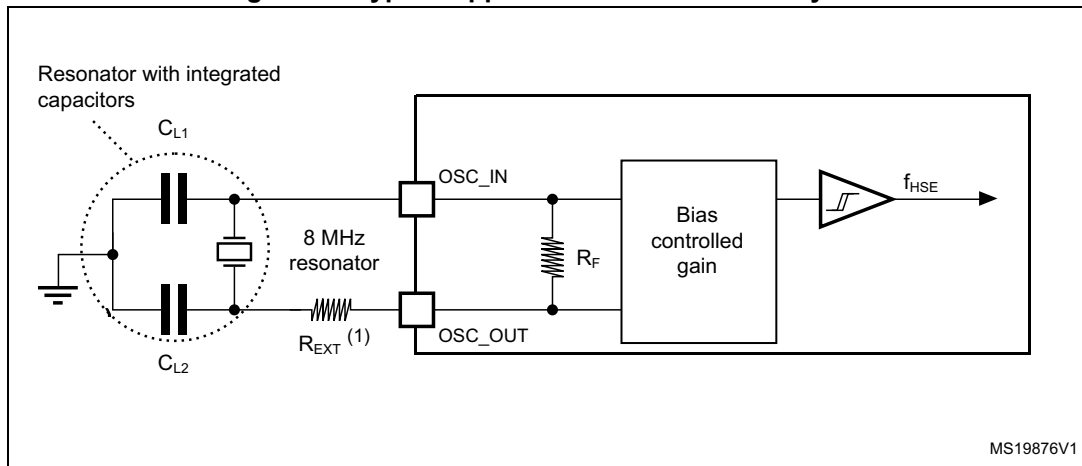 Resonator with integrated
capacitors
CL1
OSC_IN
fHSE
8 MHz
resonator
RF
Bias
controlled
gain
REXT (1)
OSC_OUT
CL2
MS19876V1